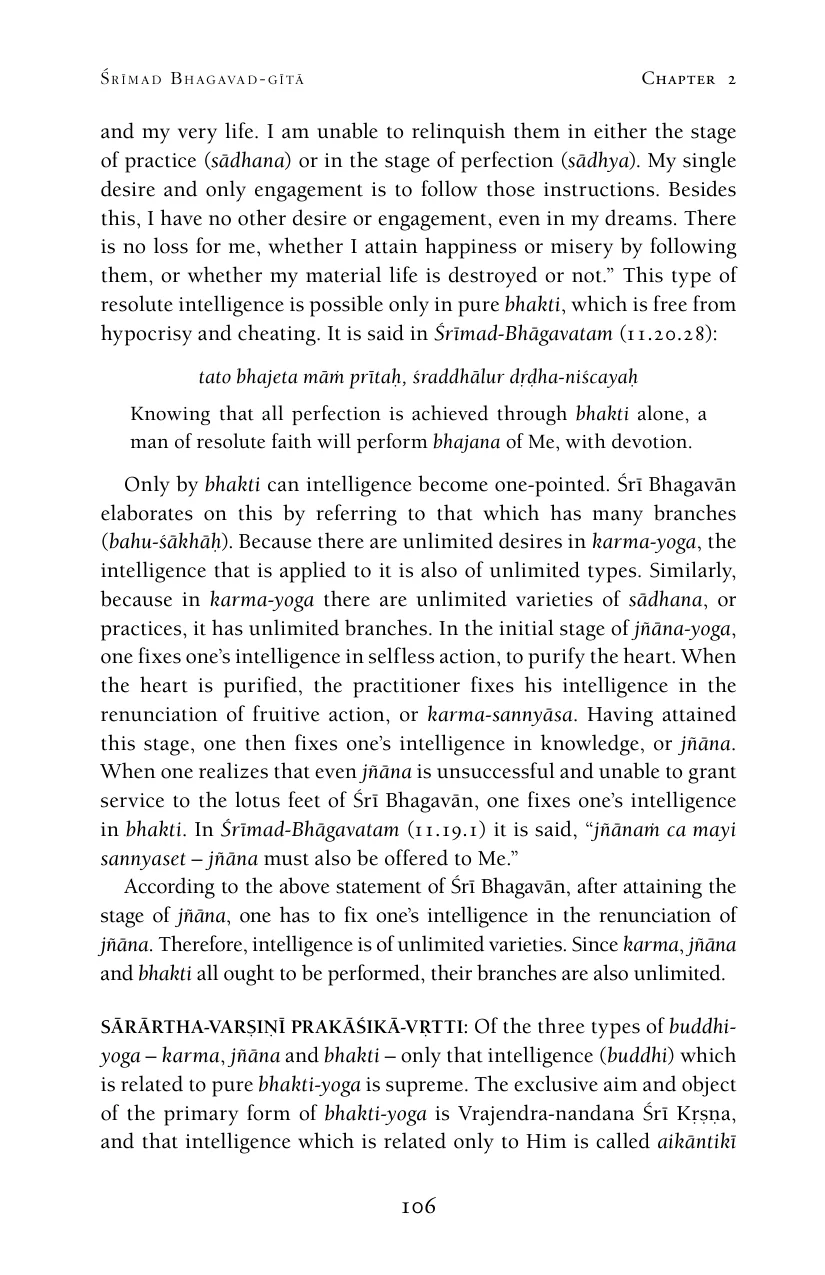 Śrīmad Bhagavad-gītā Chapter 2
and my very life. I am unable to relinquish them in either the stage
of practice (sādhana) or in the stage of perfection (sādhya). My single
desire and only engagement is to follow those instructions. Besides
this, I have no other desire or engagement, even in my dreams. There
is no loss for me, whether I attain happiness or misery by following
them, or whether my material life is destroyed or not.” This type of
resolute intelligence is possible only in pure bhakti, which is free from
hypocrisy and cheating. It is said in Śrīmad-Bhāgavatam (11.20.28):
tato bhajeta māṁ prītaḥ, śraddhālur dṛḍha-niścayaḥ
Knowing that all perfection is achieved through bhakti alone, a
man of resolute faith will perform bhajana of Me, with devotion.
Only by bhakti can intelligence become one-pointed. Śrī Bhagavān
elaborates on this by referring to that which has many branches
(bahu-śākhāḥ). Because there are unlimited desires in karma-yoga, the
intelligence that is applied to it is also of unlimited types. Similarly,
because in karma-yoga there are unlimited varieties of sādhana, or
practices, it has unlimited branches. In the initial stage of jñāna-yoga,
one fixes one’s intelligence in selfless action, to purify the heart. When
the heart is purified, the practitioner fixes his intelligence in the
renunciation of fruitive action, or karma-sannyāsa. Having attained
this stage, one then fixes one’s intelligence in knowledge, or jñāna.
When one realizes that even jñāna is unsuccessful and unable to grant
service to the lotus feet of Śrī Bhagavān, one fixes one’s intelligence
in bhakti. In Śrīmad-Bhāgavatam (11.19.1) it is said, “jñānaṁ ca mayi
sannyaset – jñāna must also be offered to Me.”
According to the above statement of Śrī Bhagavān, after attaining the
stage of jñāna, one has to fix one’s intelligence in the renunciation of
jñāna. Therefore, intelligence is of unlimited varieties. Since karma, jñāna
and bhakti all ought to be performed, their branches are also unlimited.
SĀRĀRTHA-VARṢIṆĪ PRAKĀŚIKĀ-VṚTTI: Of the three types of buddhi-
yoga – karma, jñāna and bhakti – only that intelligence (buddhi) which
is related to pure bhakti-yoga is supreme. The exclusive aim and object
of the primary form of bhakti-yoga is Vrajendra-nandana Śrī Kṛṣṇa,
and that intelligence which is related only to Him is called aikāntikī
106